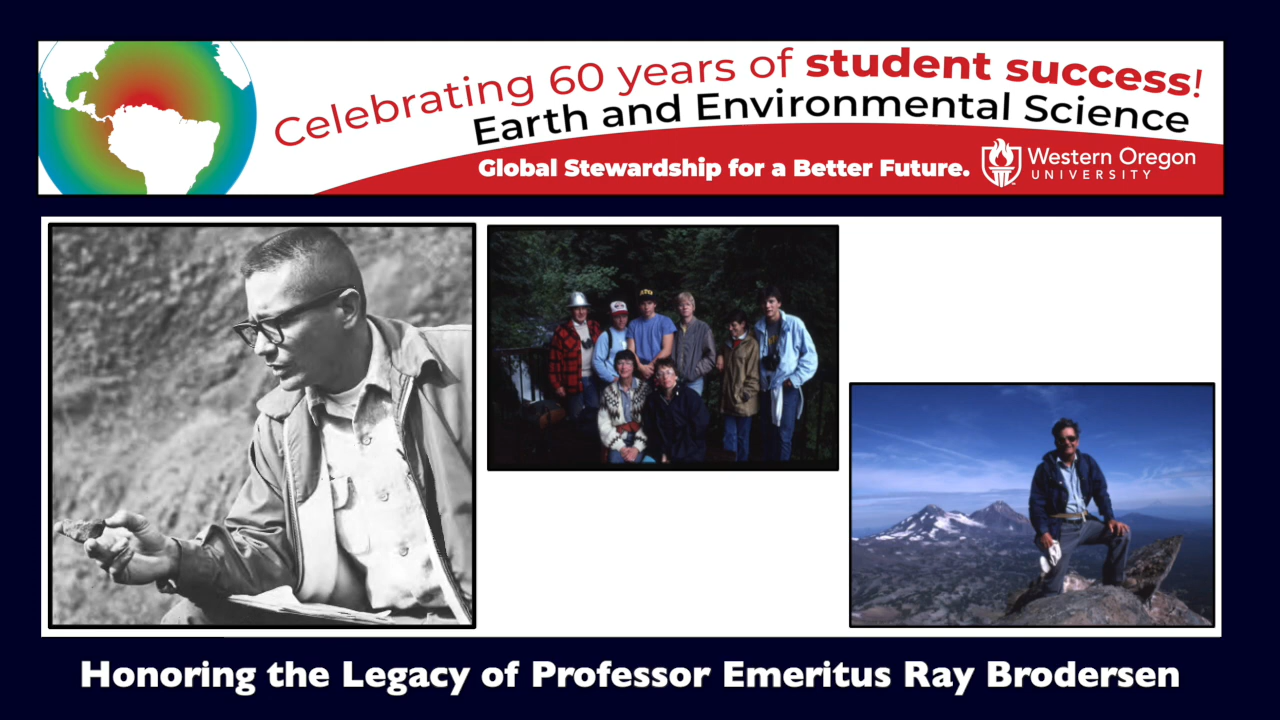 Celebrating 60 years of student success!
Earth and Environmental Science
Global Stewardship for a Better Future.
Western Oregon
UNIVERSITY
Honoring the Legacy of Professor Emeritus Ray Brodersen